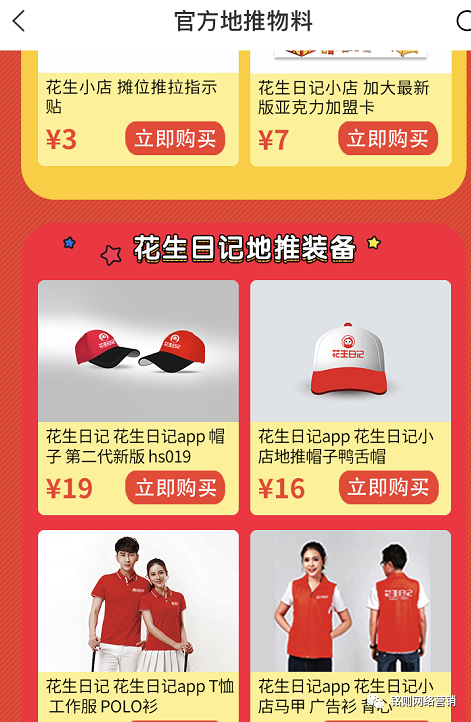 官方地推物料
花生小店 摊位推拉指示
贴
¥3
立即购买
花生日记小店 加大最新
版亚克力加盟卡
¥7
立即购买
花生日记地推装备
花生日记
花生日记
花生日记
花生日记 花生日记app 帽
子 第二代新版 hs019
¥19
立即购买
花生日记app 花生日记小
店地推帽子鸭舌帽
¥16
立即购买
花生日记
花生日记 花生日记app T恤
工作服 POLO衫
花生日记app 花生日记小
店马甲 广告衫 背心
铭则网络营销